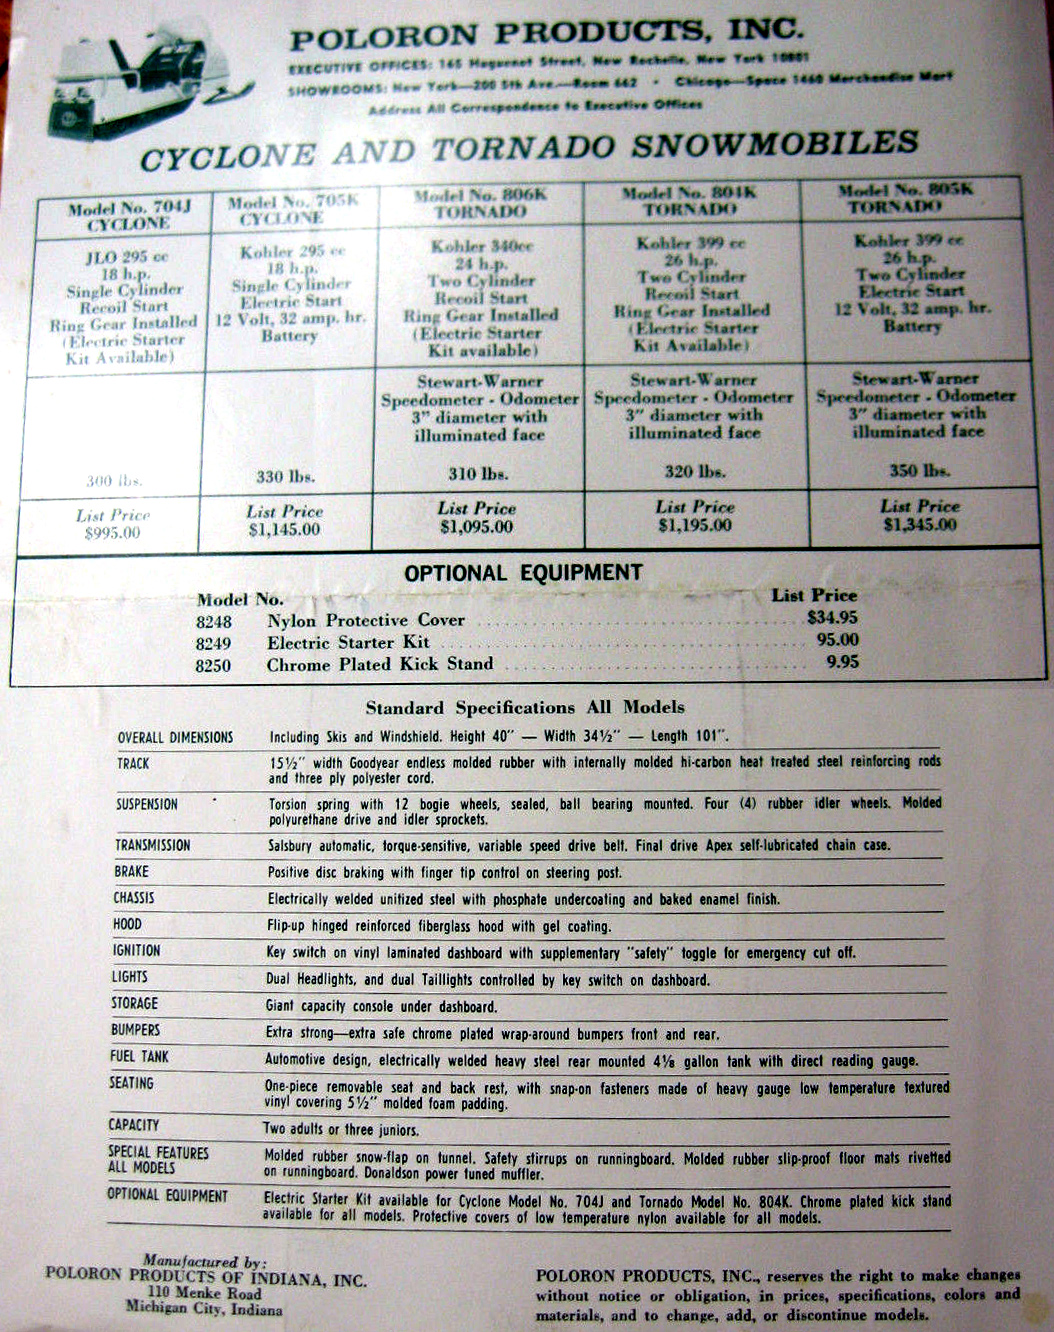 POLORON PRODUCTS, INC.
EXECUTIVE OFFICES: 165 Huguenot Street, New Rochelle, New York 10801
SHOWROOMS: New York—200 5th Ave.—Room 662 • Chicago—Space 1460 Merchandise Mart
Address All Correspondence to Executive Offices
CYCLONE AND TORNADO SNOWMOBILES
Model No. 704J
CYCLONE
JLO 295 cc
18 h.p.
Single Cylinder
Recoil Start
Ring Gear Installed
(Electric Starter
Kit Available)
300 lbs.
List Price
$995.00
Model No. 705K
CYCLONE
Kohler 295 cc
18 h.p.
Single Cylinder
Electric Start
12 Volt, 32 amp. hr.
Battery
330 lbs.
List Price
$1,145.00
Model No. 806K
TORNADO
Kohler 340cc
24 h.p.
Two Cylinder
Recoil Start
Ring Gear Installed
(Electric Starter
Kit available)
Stewart-Warner
Speedometer - Odometer
3" diameter with
illuminated face
310 lbs.
List Price
$1,095.00
Model No. 804K
TORNADO
Kohler 399 cc
26 h.p.
Two Cylinder
Recoil Start
Ring Gear Installed
(Electric Starter
Kit Available)
Stewart-Warner
Speedometer - Odometer
3" diameter with
illuminated face
320 lbs.
List Price
$1,195.00
Model No. 805K
TORNADO
Kohler 399 cc
26 h.p.
Two Cylinder
Electric Start
12 Volt, 32 amp. hr.
Battery
Stewart-Warner
Speedometer - Odometer
3" diameter with
illuminated face
350 lbs.
List Price
$1,345.00
OPTIONAL EQUIPMENT
Model No. List Price
8248 Nylon Protective Cover $34.95
8249 Electric Starter Kit 95.00
8250 Chrome Plated Kick Stand 9.95
Standard Specifications All Models
OVERALL DIMENSIONS Including Skis and Windshield. Height 40" — Width 34½" — Length 101".
TRACK 15½" width Goodyear endless molded rubber with internally molded hi-carbon heat treated steel reinforcing rods
and three ply polyester cord.
SUSPENSION Torsion spring with 12 bogie wheels, sealed, ball bearing mounted. Four (4) rubber idler wheels. Molded
polyurethane drive and idler sprockets.
TRANSMISSION Salsbury automatic, torque-sensitive, variable speed drive belt. Final drive Apex self-lubricated chain case.
BRAKE Positive disc braking with finger tip control on steering post.
CHASSIS Electrically welded unitized steel with phosphate undercoating and baked enamel finish.
HOOD Flip-up hinged reinforced fiberglass hood with gel coating.
IGNITION Key switch on vinyl laminated dashboard with supplementary "safety" toggle for emergency cut off.
LIGHTS Dual Headlights, and dual Taillights controlled by key switch on dashboard.
STORAGE Giant capacity console under dashboard.
BUMPERS Extra strong—extra safe chrome plated wrap-around bumpers front and rear.
FUEL TANK Automotive design, electrically welded heavy steel rear mounted 4⅛ gallon tank with direct reading gauge.
SEATING One-piece removable seat and back rest, with snap-on fasteners made of heavy gauge low temperature textured
vinyl covering 5½" molded foam padding.
CAPACITY Two adults or three juniors.
SPECIAL FEATURES Molded rubber snow-flap on tunnel. Safety stirrups on runningboard. Molded rubber slip-proof floor mats rivetted
ALL MODELS on runningboard. Donaldson power tuned muffler.
OPTIONAL EQUIPMENT Electric Starter Kit available for Cyclone Model No. 704J and Tornado Model No. 804K. Chrome plated kick stand
available for all models. Protective covers of low temperature nylon available for all models.
Manufactured by:
POLORON PRODUCTS OF INDIANA, INC.
110 Menke Road
Michigan City, Indiana
POLORON PRODUCTS, INC., reserves the right to make changes
without notice or obligation, in prices, specifications, colors and
materials, and to change, add, or discontinue models.